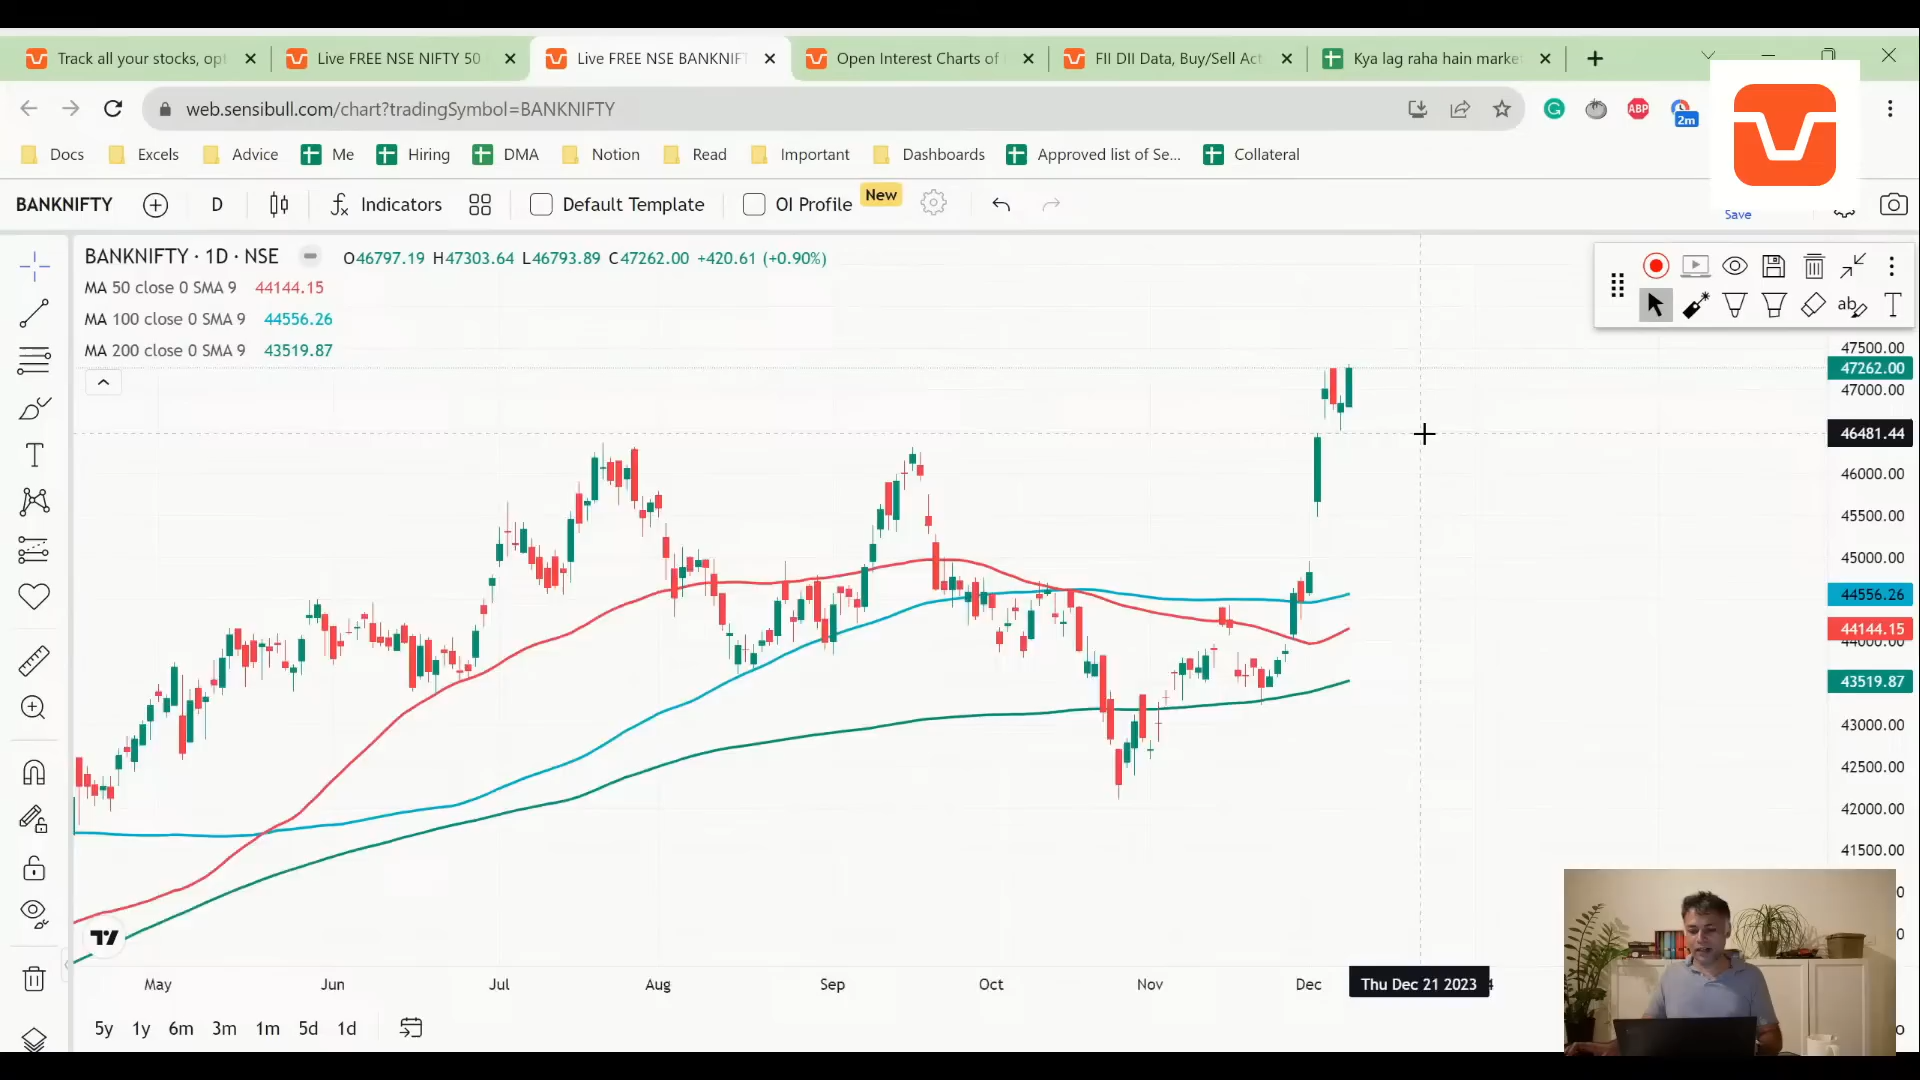 Track all your stocks, opt
Live FREE NSE NIFTY 50
Live FREE NSE BANKNIFT
Open Interest Charts of
FII DII Data, Buy/Sell Act
Kya lag raha hain market
web.sensibull.com/chart?tradingSymbol=BANKNIFTY
ABP
2m
Docs
Excels
Advice
Me
Hiring
DMA
Notion
Read
Important
Dashboards
Approved list of Se...
Collateral
BANKNIFTY
D
Indicators
Default Template
OI Profile
New
Save
BANKNIFTY · 1D · NSE O46797.19 H47303.64 L46793.89 C47262.00 +420.61 (+0.90%)
MA 50 close 0 SMA 9 44144.15
MA 100 close 0 SMA 9 44556.26
MA 200 close 0 SMA 9 43519.87
47500.00
47262.00
47000.00
46481.44
46000.00
45500.00
45000.00
44556.26
44144.15
44000.00
43519.87
43000.00
42500.00
42000.00
41500.00
May
Jun
Jul
Aug
Sep
Oct
Nov
Dec
Thu Dec 21 2023
5y 1y 6m 3m 1m 5d 1d